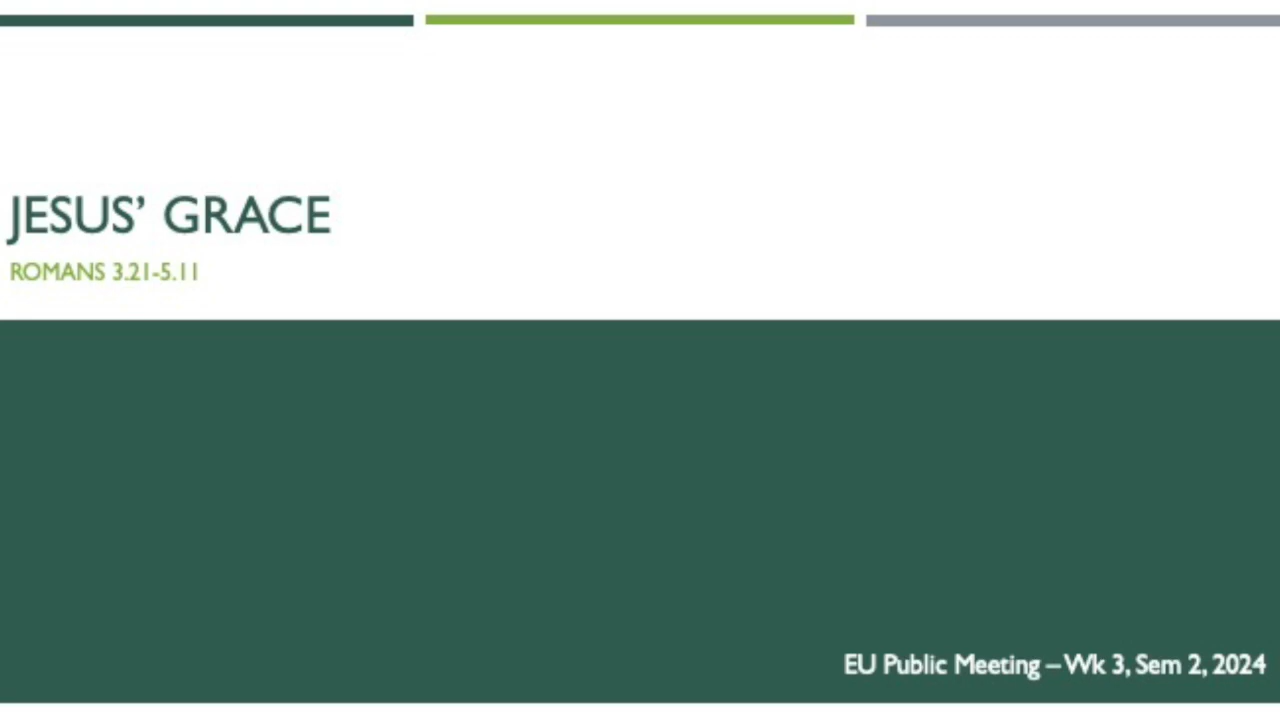 JESUS’ GRACE
ROMANS 3.21-5.11
EU Public Meeting – Wk 3, Sem 2, 2024